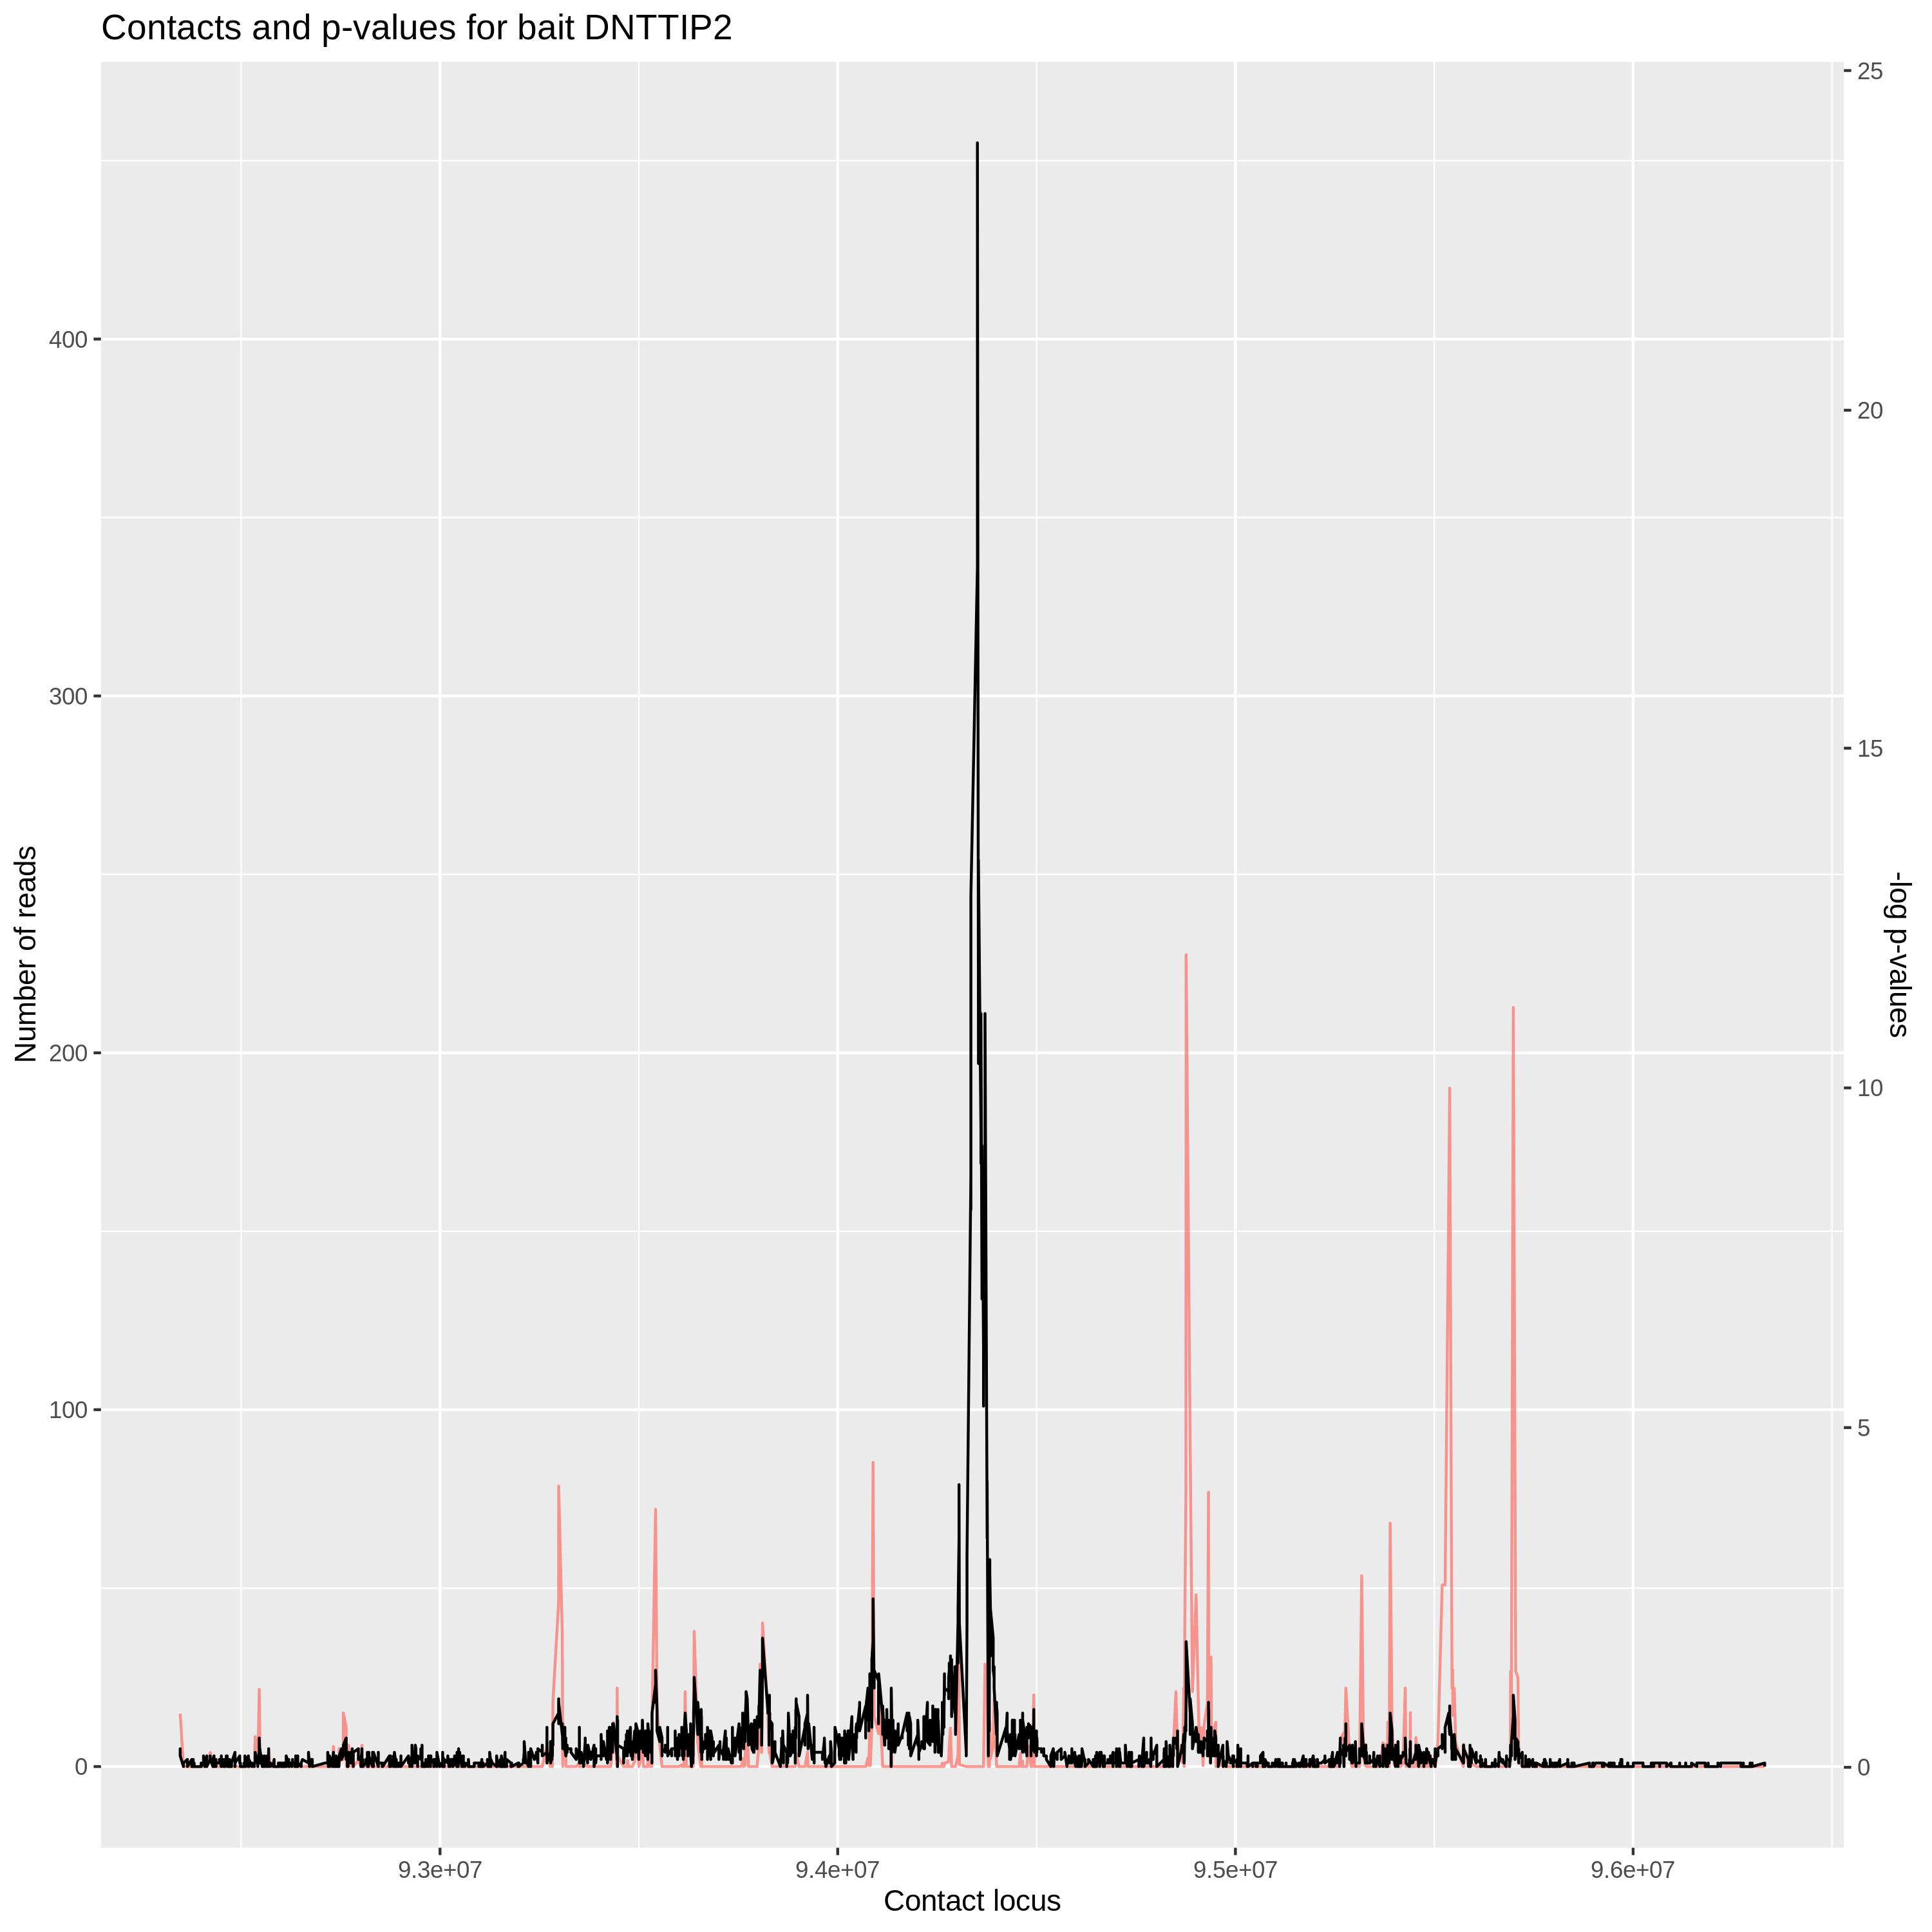 Contacts and p-values for bait DNTTIP2
25
400
20
300
15
200
10
100
5
0
0
Number of reads
-log p-values
9.3e+07
9.4e+07
9.5e+07
9.6e+07
Contact locus